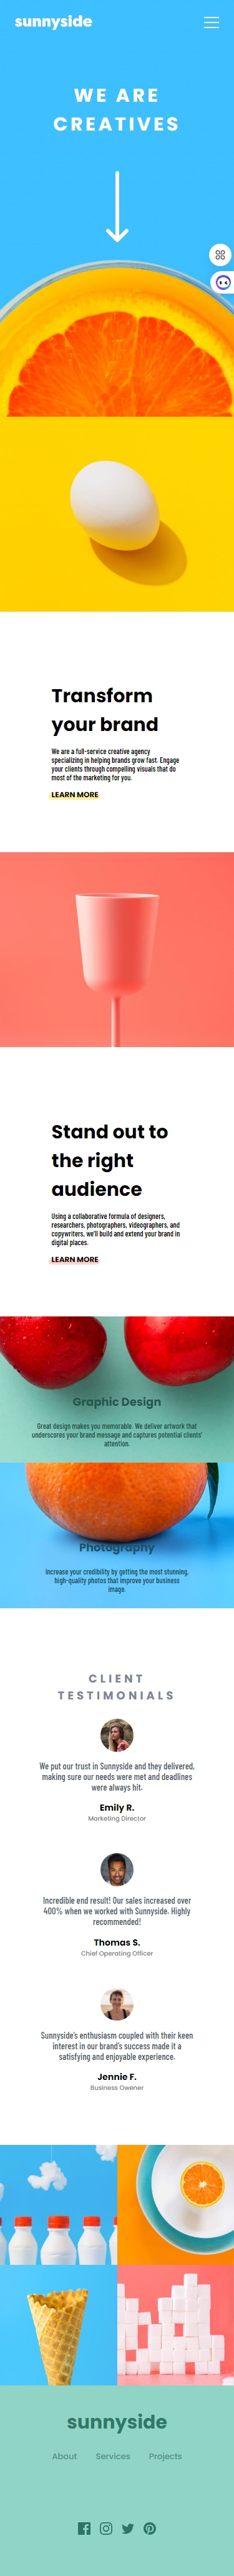 sunnyside
WE ARE
CREATIVES
Transform
your brand
We are a full-service creative agency
specializing in helping brands grow fast. Engage
your clients through compelling visuals that do
most of the marketing for you.
LEARN MORE
Stand out to
the right
audience
Using a collaborative formula of designers,
researchers, photographers, videographers, and
copywriters, we'll build and extend your brand in
digital places.
LEARN MORE
Graphic Design
Great design makes you memorable. We deliver artwork that
underscores your brand message and captures potential clients'
attention.
Photography
Increase your credibility by getting the most stunning,
high-quality photos that improve your business
image.
CLIENT
TESTIMONIALS
We put our trust in Sunnyside and they delivered,
making sure our needs were met and deadlines
were always hit.
Emily R.
Marketing Director
Incredible end result! Our sales increased over
400% when we worked with Sunnyside. Highly
recommended!
Thomas S.
Chief Operating Officer
Sunnyside's enthusiasm coupled with their keen
interest in our brand's success made it a
satisfying and enjoyable experience.
Jennie F.
Business Owener
sunnyside
About Services Projects